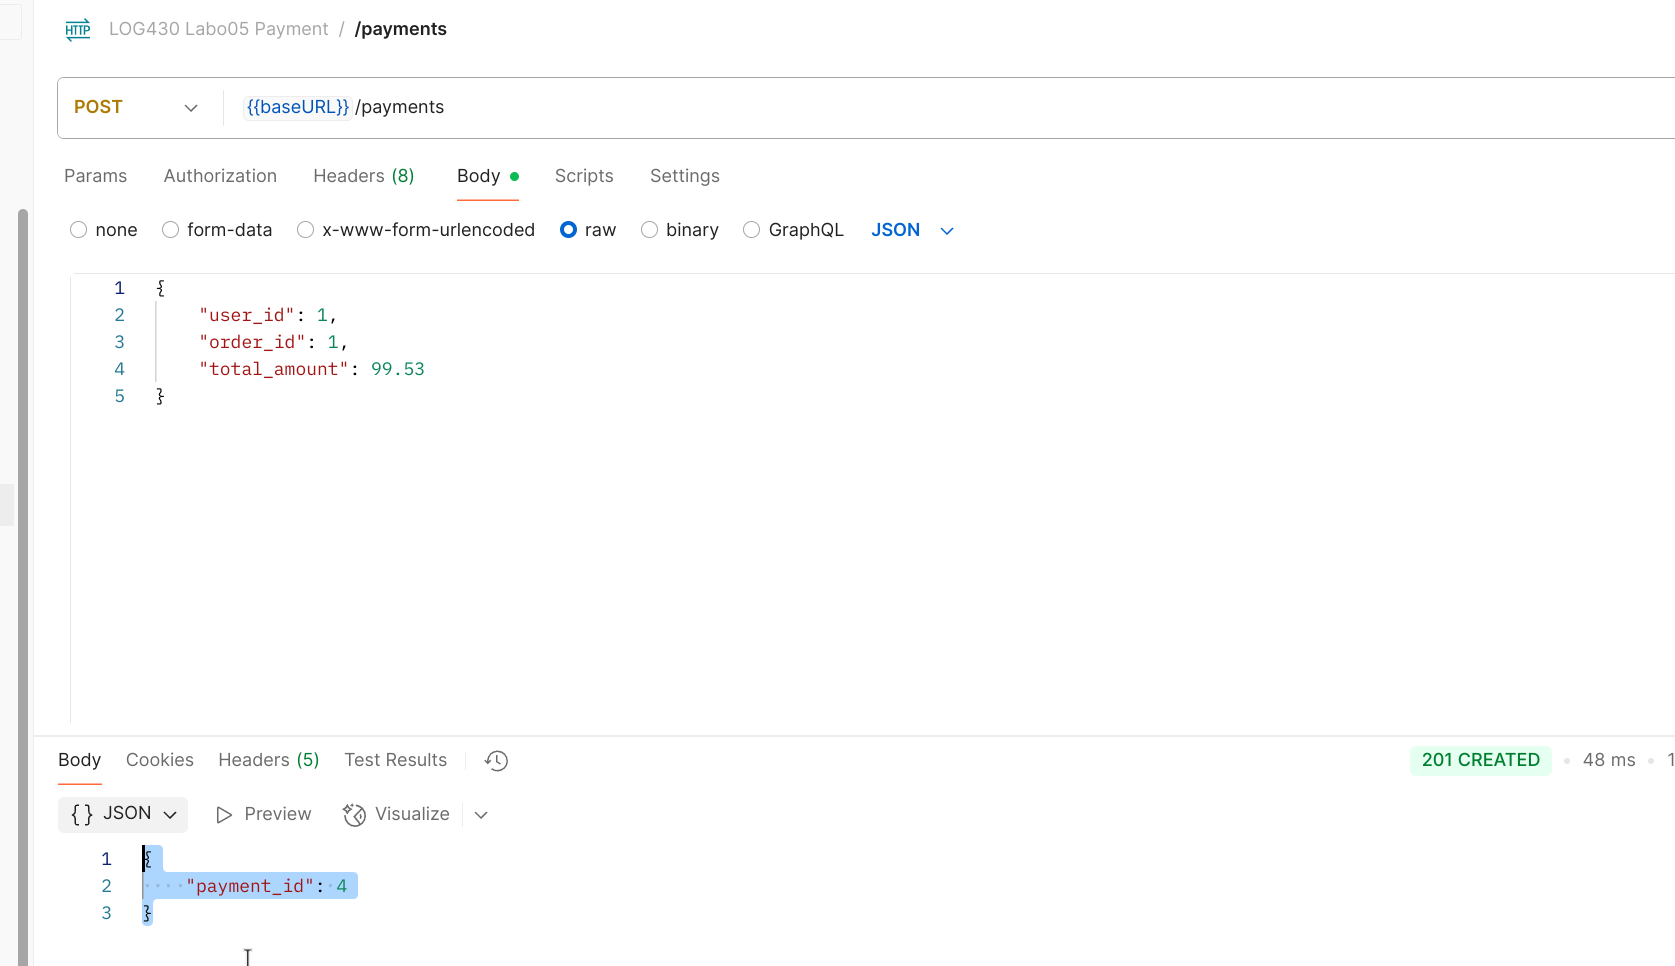 HTTP LOG430 Labo05 Payment / /payments
POST {{baseURL}}/payments
Params Authorization Headers (8) Body Scripts Settings
none form-data x-www-form-urlencoded raw binary GraphQL JSON
1 {
2 "user_id": 1,
3 "order_id": 1,
4 "total_amount": 99.53
5 }
Body Cookies Headers (5) Test Results 201 CREATED • 48 ms •
{} JSON Preview Visualize
1 {
2 "payment_id": 4
3 }